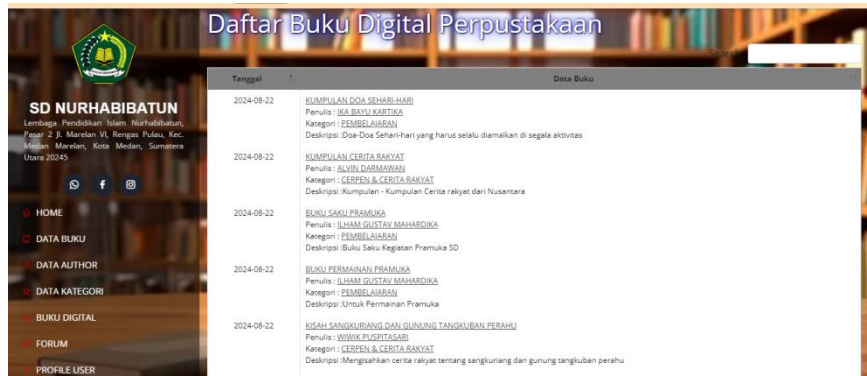 Daftar Buku Digital Perpustakaan
Search:
SD NURHABIBATUN
Lembaga Pendidikan Islam Nurhabibatun,
Pasar 2 Jl. Marelan VI, Rengas Pulau, Kec.
Medan Marelan, Kota Medan, Sumatera
Utara 20245
HOME
DATA BUKU
DATA AUTHOR
DATA KATEGORI
BUKU DIGITAL
FORUM
PROFILE USER
Tanggal Data Buku
2024-08-22 KUMPULAN DOA SEHARI-HARI
Penulis : IKA BAYU KARTIKA
Kategori : PEMBELAJARAN
Deskripsi :Doa-Doa Sehari-hari yang harus selalu diamalkan di segala aktivitas
2024-08-22 KUMPULAN CERITA RAKYAT
Penulis : ALVIN DARMAWAN
Kategori : CERPEN & CERITA RAKYAT
Deskripsi :Kumpulan - Kumpulan Cerita rakyat dari Nusantara
2024-08-22 BUKU SAKU PRAMUKA
Penulis : ILHAM GUSTAV MAHARDIKA
Kategori : PEMBELAJARAN
Deskripsi :Buku Saku Kegiatan Pramuka SD
2024-08-22 BUKU PERMAINAN PRAMUKA
Penulis : ILHAM GUSTAV MAHARDIKA
Kategori : PEMBELAJARAN
Deskripsi :Untuk Permainan Pramuka
2024-08-22 KISAH SANGKURIANG DAN GUNUNG TANGKUBAN PERAHU
Penulis : WIWIK PUSPITASARI
Kategori : CERPEN & CERITA RAKYAT
Deskripsi :Mengisahkan cerita rakyat tentang sangkuriang dan gunung tangkuban perahu